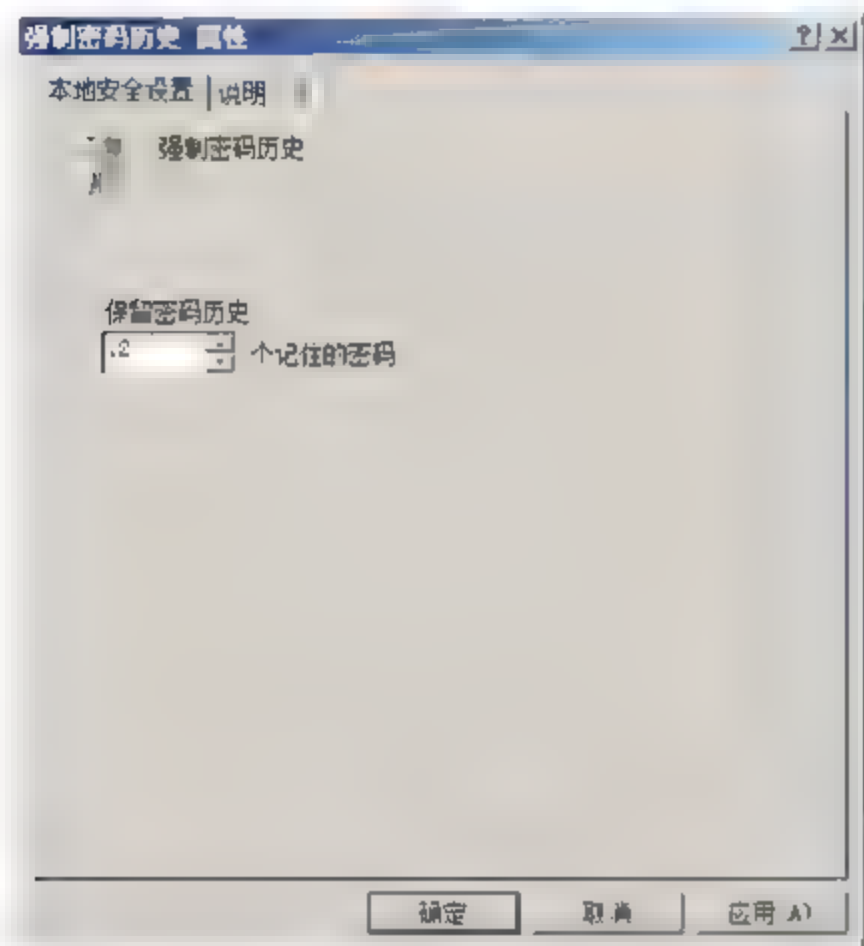 强制密码历史 属性
本地安全设置 说明
强制密码历史
保留密码历史
个记住的密码
确定 取消 应用